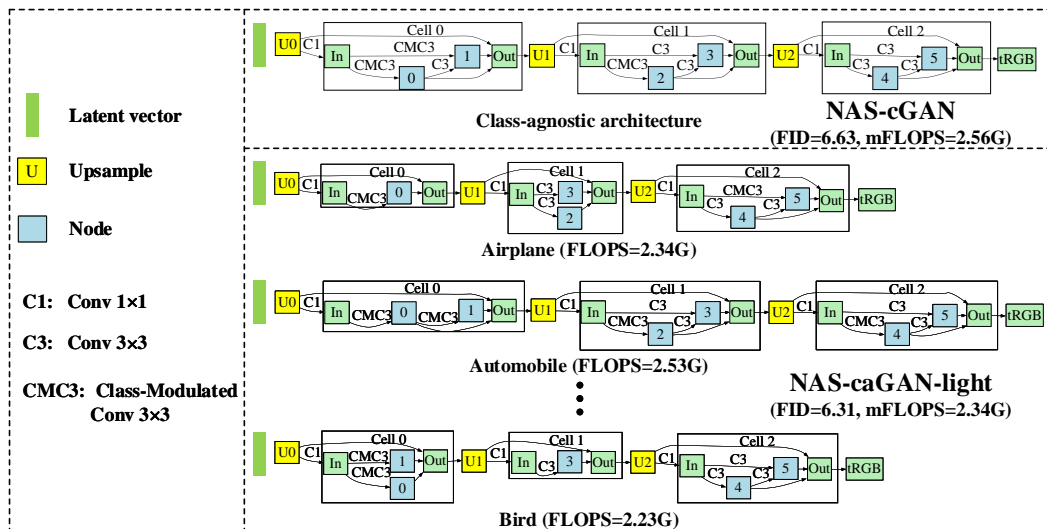 Latent vector
U
Upsample
Node
C1: Conv 1×1
C3: Conv 3×3
CMC3: Class-Modulated
Conv 3×3
Cell 0
Cell 1
Cell 2
U0 C1 In CMC3 CMC3 0 C3 1 Out U1 C1 In C3 CMC3 2 C3 3 Out U2 C1 In C3 C3 4 C3 5 Out tRGB
Class-agnostic architecture
NAS-cGAN
(FID=6.63, mFLOPS=2.56G)
Cell 0
Cell 1
Cell 2
U0 C1 In CMC3 0 Out U1 C1 In C3 3 C3 2 Out U2 C1 In CMC3 C3 4 C3 5 Out tRGB
Airplane (FLOPS=2.34G)
Cell 0
Cell 1
Cell 2
U0 C1 In CMC3 0 CMC3 1 Out U1 C1 In C3 CMC3 2 C3 3 Out U2 C1 In C3 CMC3 4 C3 5 Out tRGB
Automobile (FLOPS=2.53G)
NAS-caGAN-light
(FID=6.31, mFLOPS=2.34G)
Cell 0
Cell 1
Cell 2
U0 C1 In CMC3 1 CMC3 0 Out U1 C1 In C3 3 Out U2 C1 In C3 C3 4 C3 5 Out tRGB
Bird (FLOPS=2.23G)